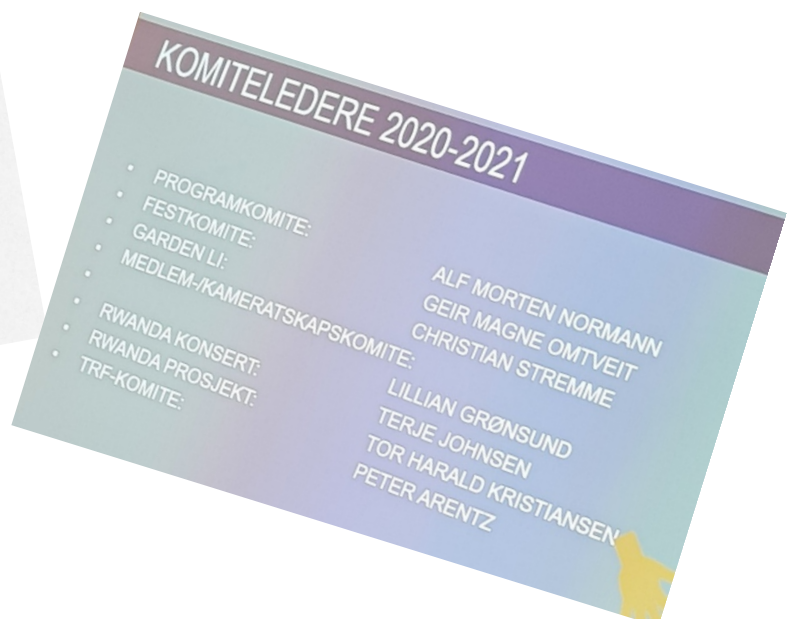 KOMITELEDERE 2020-2021
• PROGRAMKOMITE: ALF MORTEN NORMANN
• FESTKOMITE: GEIR MAGNE OMTVEIT
• GARDEN LI: CHRISTIAN STREMME
• MEDLEM-/KAMERATSKAPSKOMITE:
• LILLIAN GRØNSUND
• RWANDA KONSERT: TERJE JOHNSEN
• RWANDA PROSJEKT: TOR HARALD KRISTIANSEN
• TRF-KOMITE: PETER ARENTZ